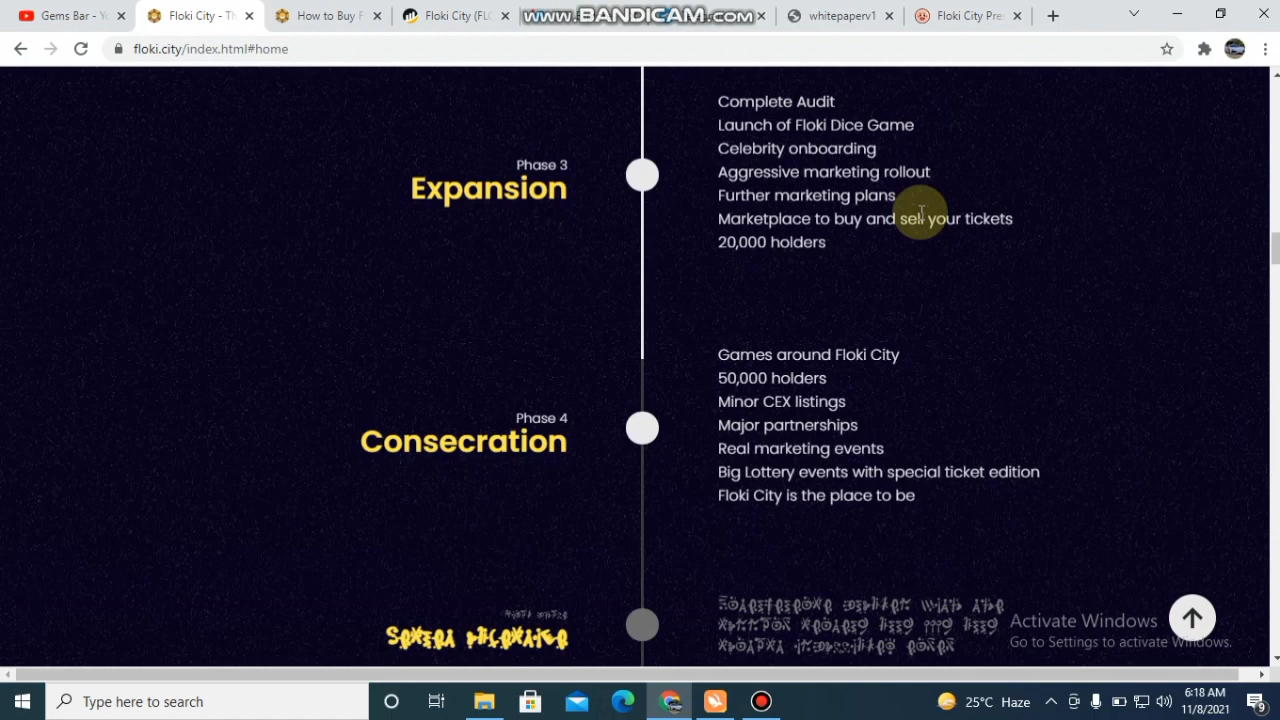 Gems Bar - Yo
Floki City - Th
How to Buy F
Floki City (FLC
www.BANDICAM.com
whitepaperv1
Floki City Pres
floki.city/index.html#home
Complete Audit
Launch of Floki Dice Game
Celebrity onboarding
Aggressive marketing rollout
Further marketing plans
Marketplace to buy and sell your tickets
20,000 holders
Phase 3
Expansion
Games around Floki City
50,000 holders
Minor CEX listings
Major partnerships
Real marketing events
Big Lottery events with special ticket edition
Floki City is the place to be
Phase 4
Consecration
Activate Windows
Go to Settings to activate Windows.
Type here to search
25°C Haze
6:18 AM
11/8/2021
9